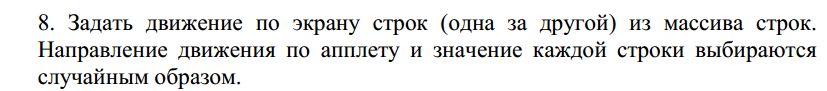 8. Задать движение по экрану строк (одна за другой) из массива строк.
Направление движения по апплету и значение каждой строки выбираются
случайным образом.